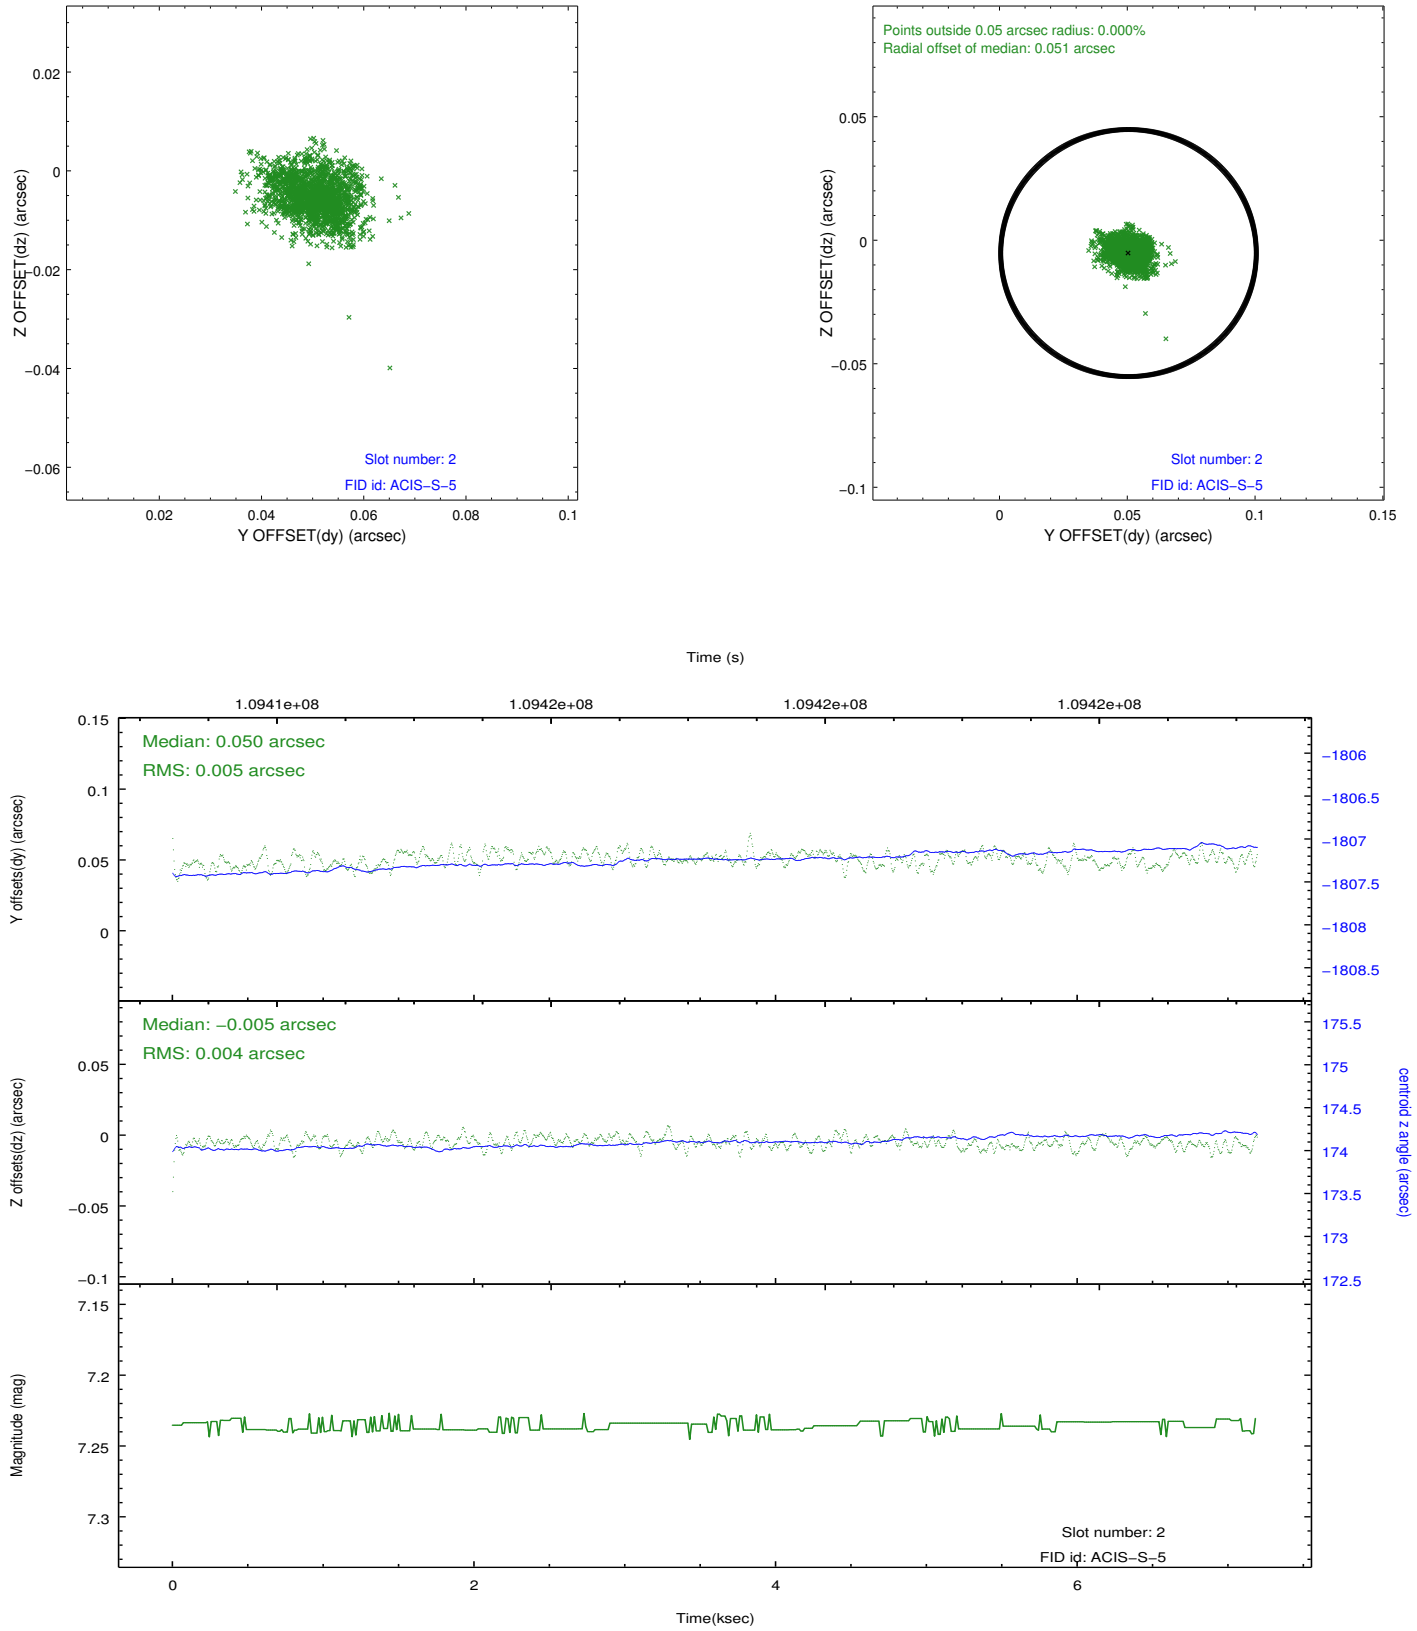 0.02
0
−0.02
−0.04
−0.06
Z OFFSET(dz) (arcsec)
Slot number: 2
FID id: ACIS−S−5
0.02 0.04 0.06 0.08 0.1
Y OFFSET(dy) (arcsec)
Points outside 0.05 arcsec radius: 0.000%
Radial offset of median: 0.051 arcsec
0.05
0
−0.05
−0.1
Z OFFSET(dz) (arcsec)
Slot number: 2
FID id: ACIS−S−5
0 0.05 0.1 0.15
Y OFFSET(dy) (arcsec)
Time (s)
1.0941e+08 1.0942e+08 1.0942e+08 1.0942e+08
Median: 0.050 arcsec
RMS: 0.005 arcsec
0.15
0.1
0.05
0
Y offsets(dy) (arcsec)
−1806
−1806.5
−1807
−1807.5
−1808
−1808.5
Median: −0.005 arcsec
RMS: 0.004 arcsec
0.05
0
−0.05
−0.1
Z offsets(dz) (arcsec)
175.5
175
174.5
174
173.5
173
172.5
centroid z angle (arcsec)
7.15
7.2
7.25
7.3
Magnitude (mag)
Slot number: 2
FID id: ACIS−S−5
0 2 4 6
Time(ksec)